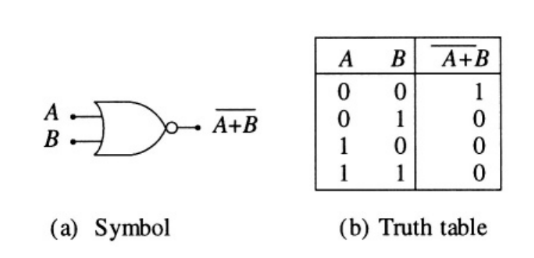 A
B
A+B
(a) Symbol
A B A+B
0 0 1
0 1 0
1 0 0
1 1 0
(b) Truth table